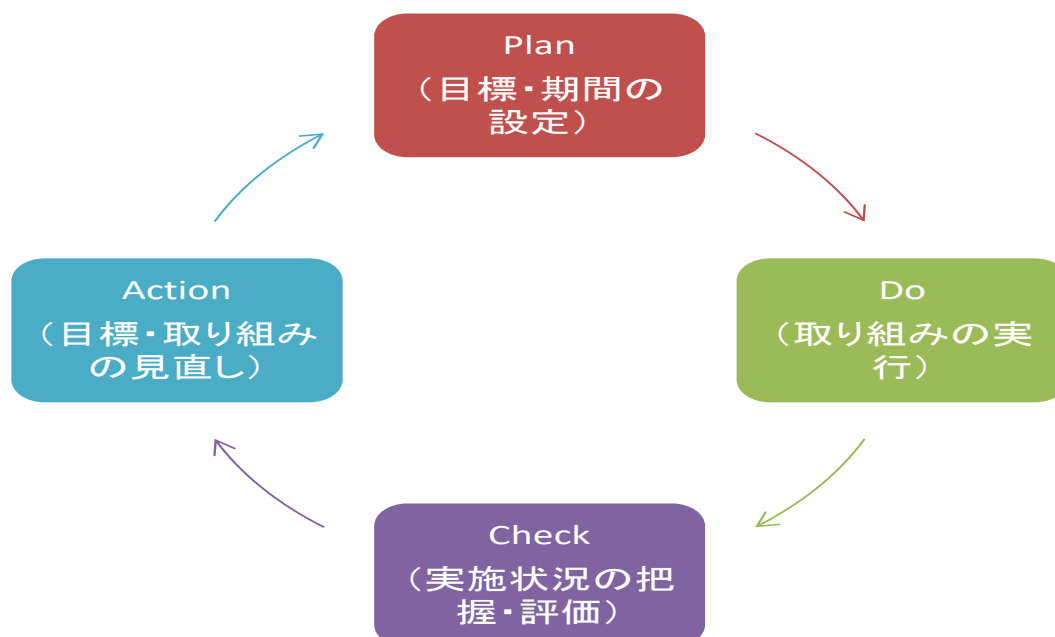 Plan
（目標・期間の
設定）
Do
（取り組みの実
行）
Check
（実施状況の把
握・評価）
Action
（目標・取り組み
の見直し）